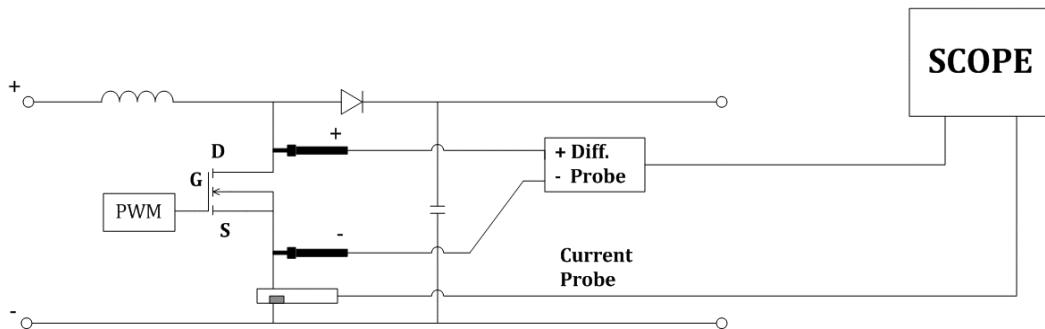 SCOPE
+
+
D
+ Diff.
- Probe
G
PWM
S
-
Current
Probe
-